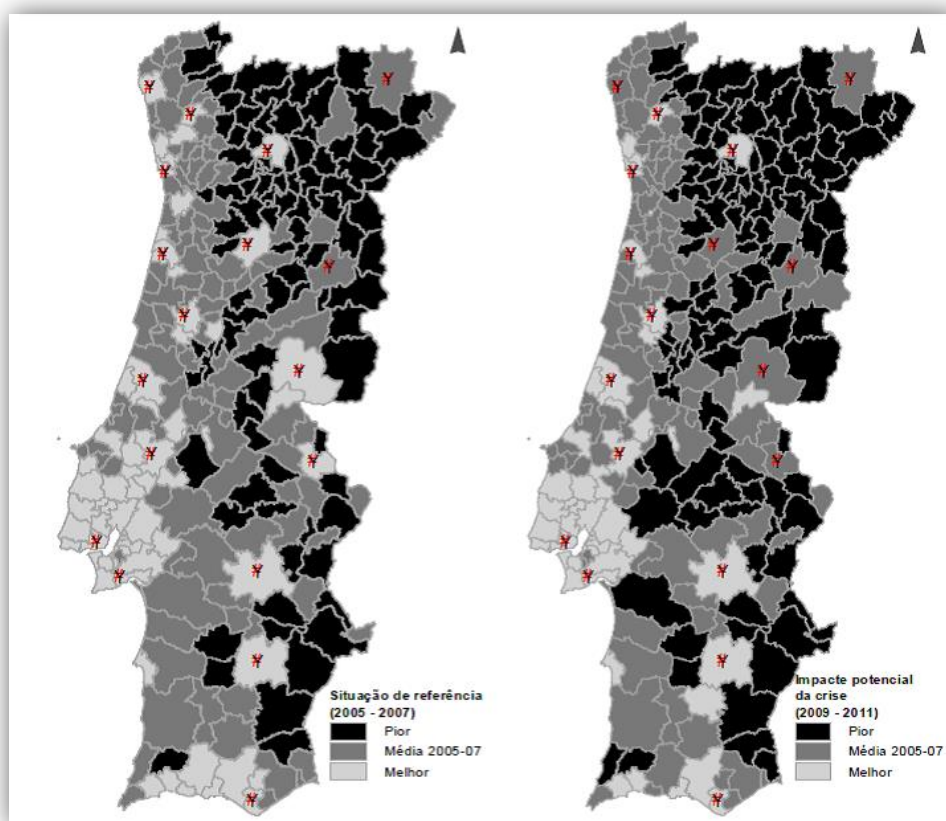 Situação de referência
(2005 - 2007)
Pior
Média 2005-07
Melhor
Impacte potencial
da crise
(2009 - 2011)
Pior
Média 2005-07
Melhor